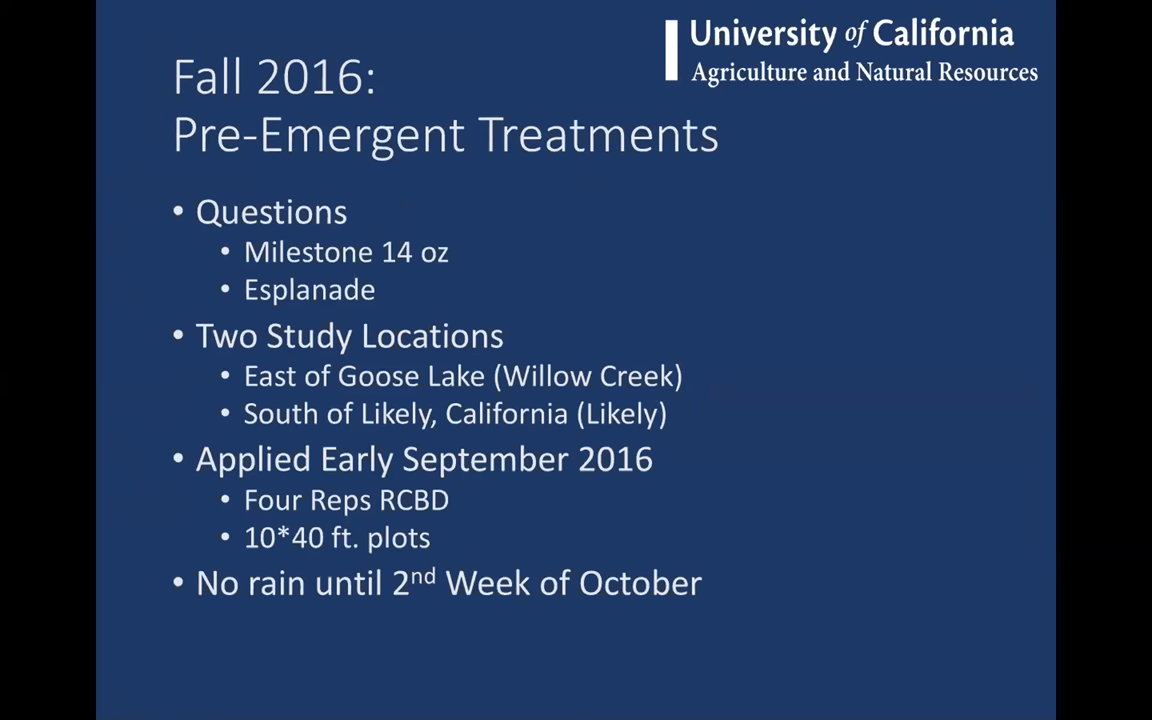 University of California
Agriculture and Natural Resources
Fall 2016:
Pre-Emergent Treatments
• Questions
• Milestone 14 oz
• Esplanade
• Two Study Locations
• East of Goose Lake (Willow Creek)
• South of Likely, California (Likely)
• Applied Early September 2016
• Four Reps RCBD
• 10*40 ft. plots
• No rain until 2nd Week of October